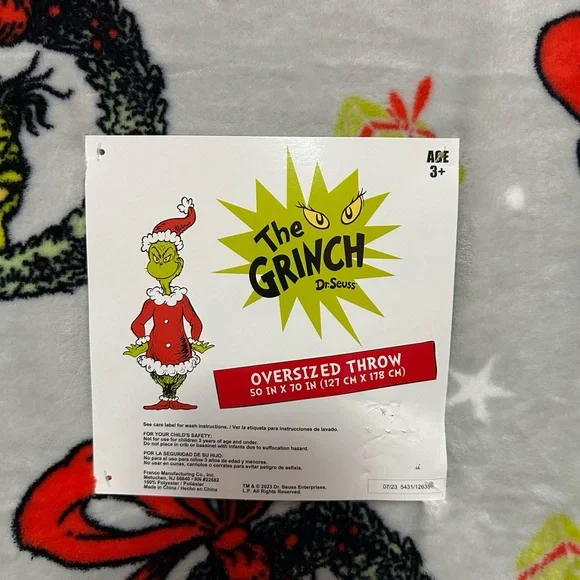 AGE
3+
The
GRINCH
Dr. Seuss
OVERSIZED THROW
50 IN X 70 IN (127 CM X 178 CM)
See care label for wash instructions. / Ver la etiqueta para instrucciones de lavado.
FOR YOUR CHILD'S SAFETY:
Not for use for children 3 years of age and under.
Do not place in crib or bassinet with infants due to suffocation hazard.
POR LA SEGURIDAD DE SU HIJO:
No para el uso para niños 3 años de edad y menores.
No usar en cunas, carriolas o corrales para evitar peligro de asfixia.
Franco Manufacturing Co., Inc.
Metuchen, NJ 08840 • RN #22682
100% Polyester / Poliéster
Made in China / Hecho en China
TM & © 2023 Dr. Seuss Enterprises,
L.P. All Rights Reserved.
07/23